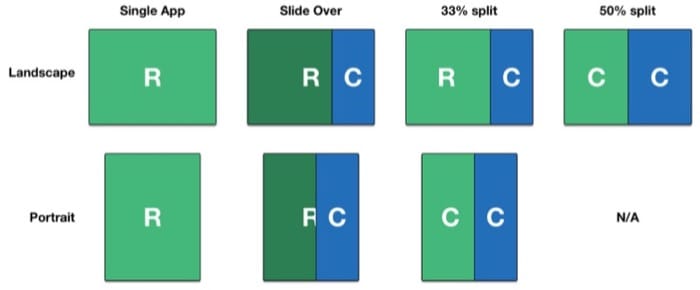 Single App Slide Over 33% split 50% split
Landscape R R C R C C C
Portrait R R C C C N/A